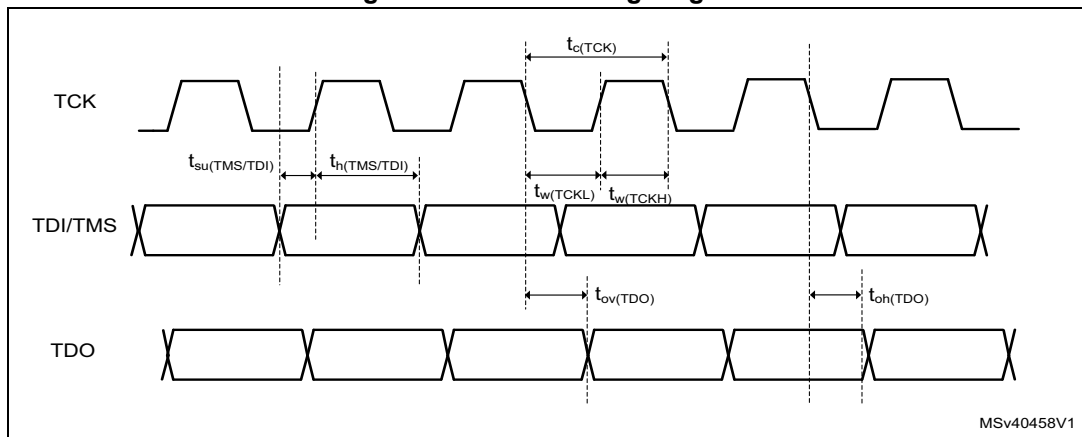 tc(TCK)
TCK
tsu(TMS/TDI) th(TMS/TDI)
tw(TCKL) tw(TCKH)
TDI/TMS
tov(TDO) toh(TDO)
TDO
MSv40458V1